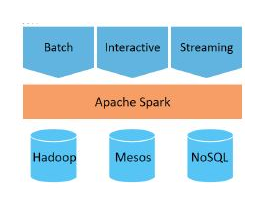 Batch Interactive Streaming
Apache Spark
Hadoop Mesos NoSQL